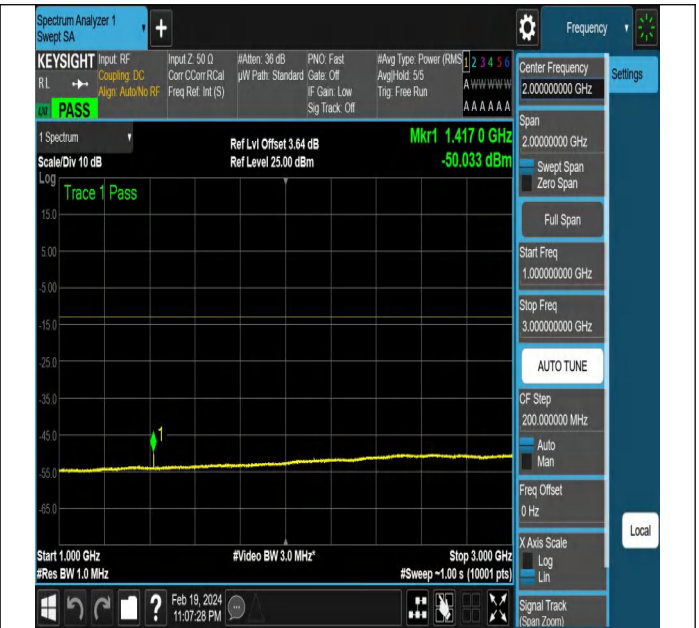 Spectrum Analyzer 1
Swept SA
+
Frequency
KEYSIGHT
RL
LXI
PASS
Input: RF
Coupling: DC
Align: Auto/No RF
Input Z: 50 Ω
Corr CCorr RCal
Freq Ref: Int (S)
#Atten: 36 dB
µW Path: Standard
PNO: Fast
Gate: Off
IF Gain: Low
Sig Track: Off
#Avg Type: Power (RMS
Avg|Hold: 5/5
Trig: Free Run
1 2 3 4 5 6
A W W W W W
A A A A A A
Center Frequency
2.000000000 GHz
Settings
1 Spectrum
Scale/Div 10 dB
Ref Lvl Offset 3.64 dB
Ref Level 25.00 dBm
Mkr1 1.417 0 GHz
-50.033 dBm
Log
Trace 1 Pass
15.0
5.00
-5.00
-15.0
-25.0
-35.0
-45.0
-55.0
-65.0
1
Start 1.000 GHz
#Res BW 1.0 MHz
#Video BW 3.0 MHz*
Stop 3.000 GHz
#Sweep ~1.00 s (10001 pts)
Span
2.00000000 GHz
Swept Span
Zero Span
Full Span
Start Freq
1.000000000 GHz
Stop Freq
3.000000000 GHz
AUTO TUNE
CF Step
200.000000 MHz
Auto
Man
Freq Offset
0 Hz
X Axis Scale
Log
Lin
Signal Track
(Span Zoom)
Local
?
Feb 19, 2024
11:07:28 PM